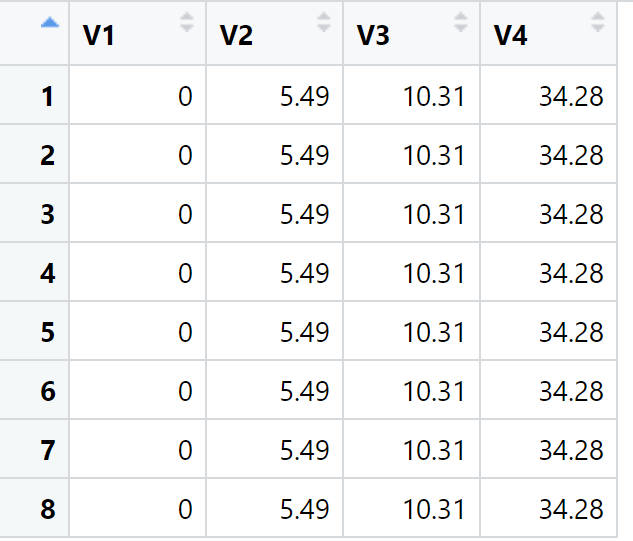 V1 V2 V3 V4
1 0 5.49 10.31 34.28
2 0 5.49 10.31 34.28
3 0 5.49 10.31 34.28
4 0 5.49 10.31 34.28
5 0 5.49 10.31 34.28
6 0 5.49 10.31 34.28
7 0 5.49 10.31 34.28
8 0 5.49 10.31 34.28